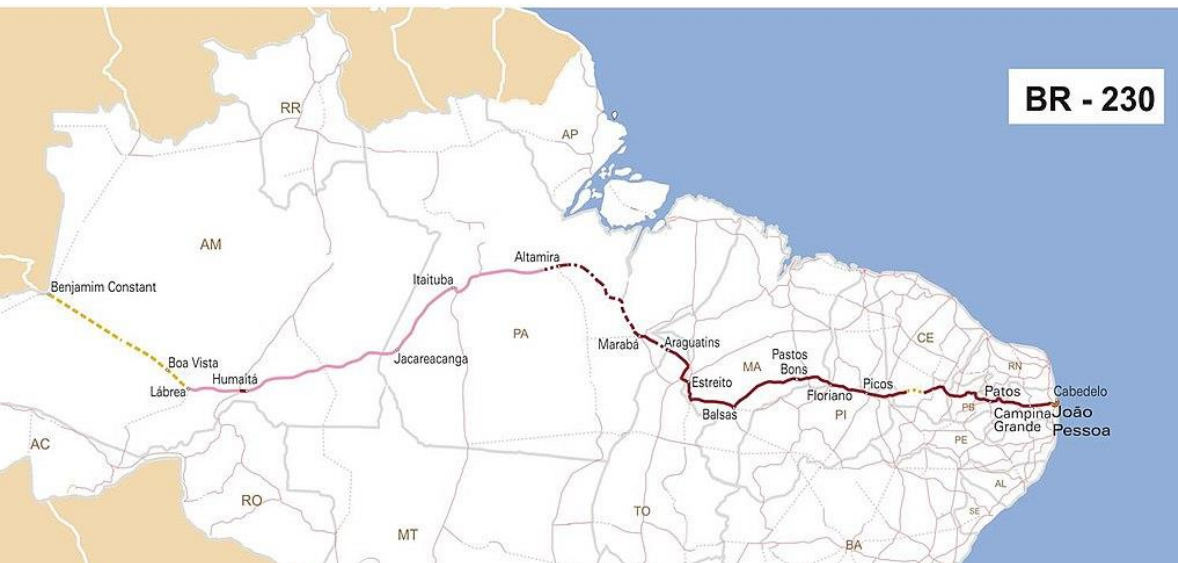 BR - 230
RR
AP
AM
Altamira
Benjamim Constant
Itaituba
PA
CE
Marabá
Araguatins
Boa Vista
Jacareacanga
MA
Pastos
Bons
RN
Lábrea
Humaitá
Estreito
Picos
Patos
Cabedelo
Floriano
Balsas
PI
PB
Campina
Grande
João
Pessoa
AC
PE
RO
TO
AL
SE
MT
BA